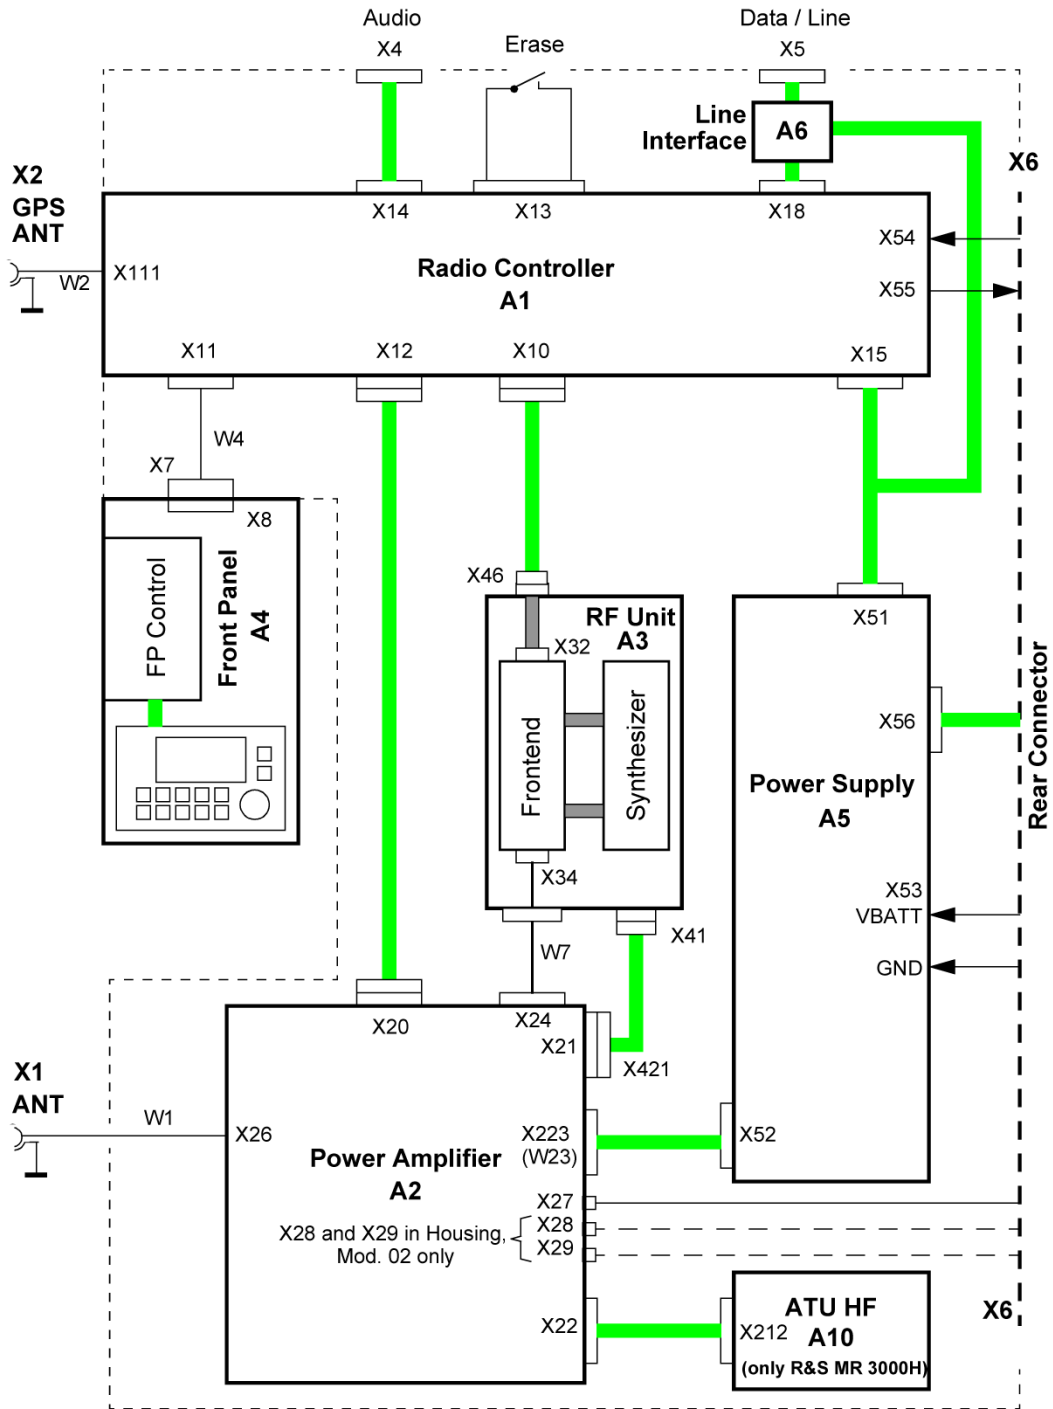 Audio
X4
Erase
Data / Line
X5
Line
Interface
A6
X6
X2
GPS
ANT
W2
X111
X14
X13
X18
X54
Radio Controller
A1
X55
X11
X12
X10
X15
W4
X7
X8
FP Control
Front Panel
A4
X46
RF Unit
A3
X32
Frontend
Synthesizer
X34
X41
W7
X51
X56
Power Supply
A5
X53
VBATT
GND
Rear Connector
X20
X24
X21
X421
X1
ANT
W1
X26
Power Amplifier
A2
X223
(W23)
X52
X27
X28 and X29 in Housing,
Mod. 02 only
X28
X29
X22
X212
ATU HF
A10
(only R&S MR 3000H)
X6